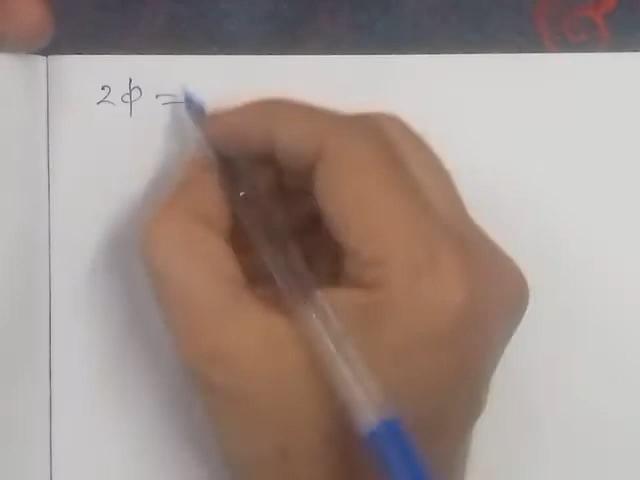 2φ =